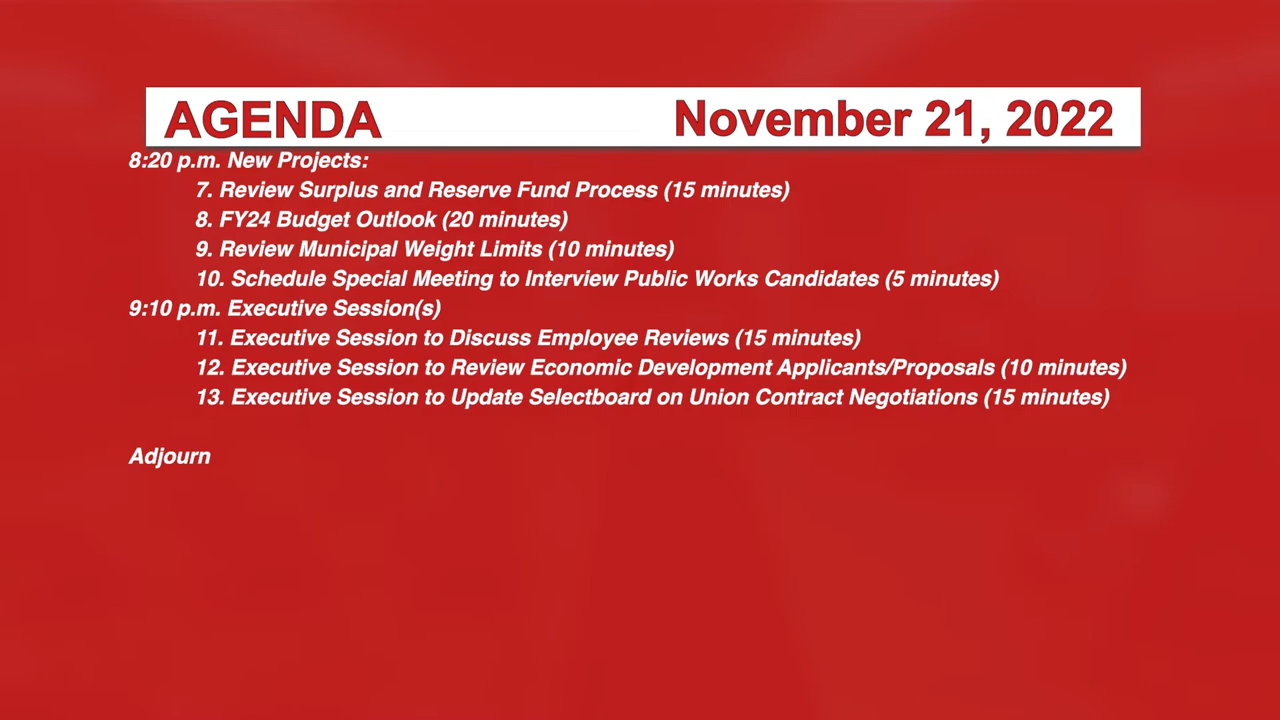 AGENDA November 21, 2022
8:20 p.m. New Projects:
7. Review Surplus and Reserve Fund Process (15 minutes)
8. FY24 Budget Outlook (20 minutes)
9. Review Municipal Weight Limits (10 minutes)
10. Schedule Special Meeting to Interview Public Works Candidates (5 minutes)
9:10 p.m. Executive Session(s)
11. Executive Session to Discuss Employee Reviews (15 minutes)
12. Executive Session to Review Economic Development Applicants/Proposals (10 minutes)
13. Executive Session to Update Selectboard on Union Contract Negotiations (15 minutes)
Adjourn